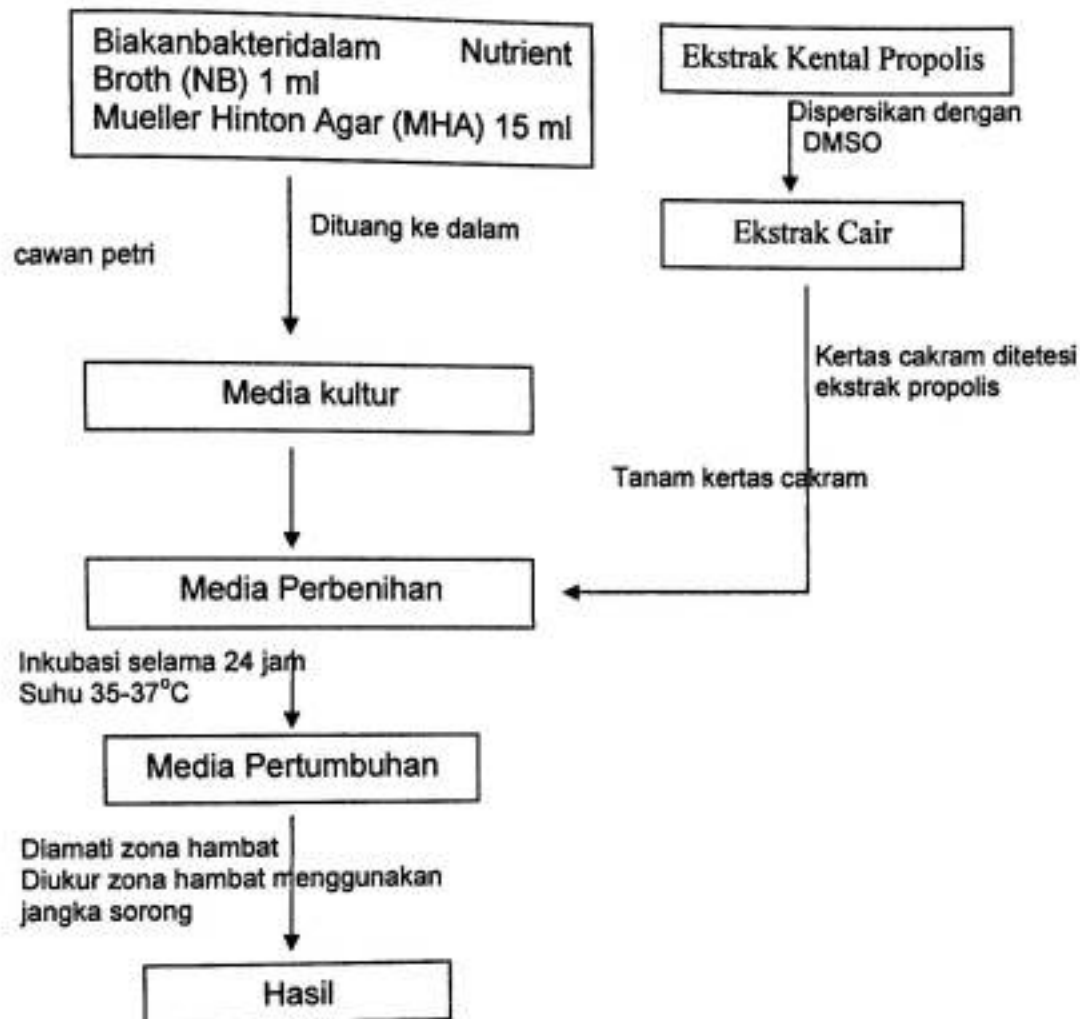 Biakanbakteridalam Nutrient
Broth (NB) 1 ml
Mueller Hinton Agar (MHA) 15 ml
Ekstrak Kental Propolis
Dispersikan dengan
DMSO
Ekstrak Cair
Dituang ke dalam
cawan petri
Kertas cakram ditetesi
ekstrak propolis
Media kultur
Tanam kertas cakram
Media Perbenihan
Inkubasi selama 24 jam
Suhu 35-37°C
Media Pertumbuhan
Diamati zona hambat
Diukur zona hambat menggunakan
jangka sorong
Hasil